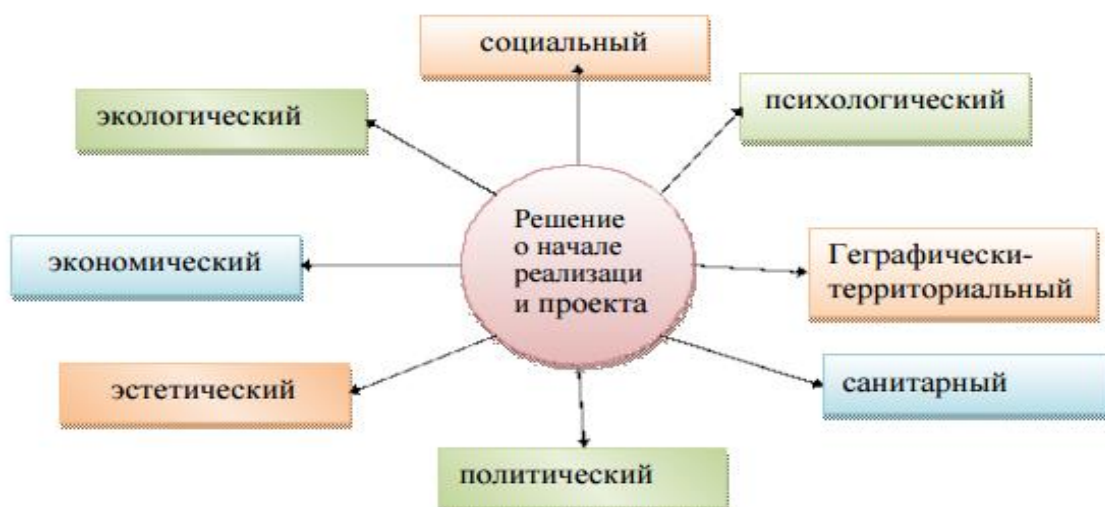 социальный
экологический
психологический
Решение
о начале
реализаци
и проекта
экономический
Геграфически-
территориальный
эстетический
санитарный
политический